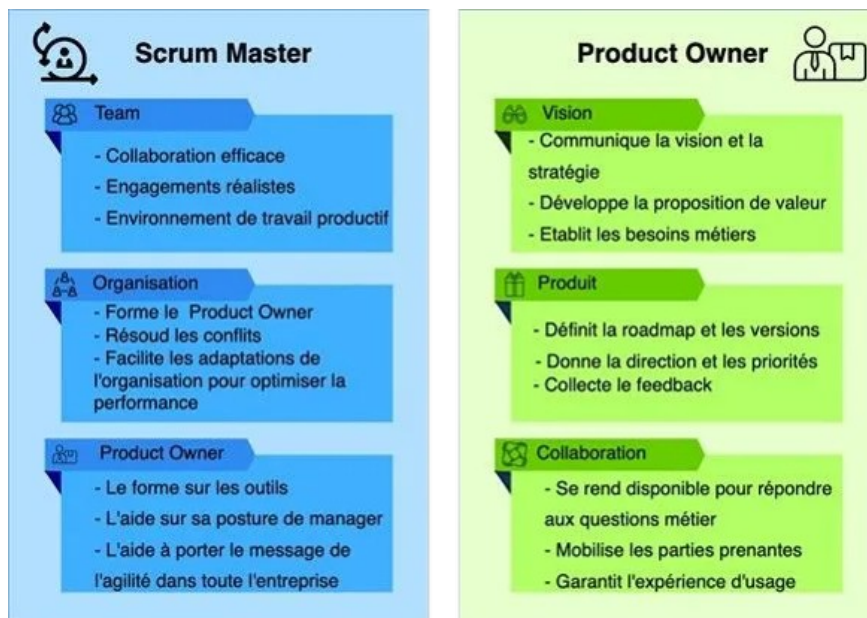 Scrum Master
Team
- Collaboration efficace
- Engagements réalistes
- Environnement de travail productif
Organisation
- Forme le Product Owner
- Résoud les conflits
- Facilite les adaptations de
l'organisation pour optimiser la
performance
Product Owner
- Le forme sur les outils
- L'aide sur sa posture de manager
- L'aide à porter le message de
l'agilité dans toute l'entreprise
Product Owner
Vision
- Communique la vision et la
stratégie
- Développe la proposition de valeur
- Etablit les besoins métiers
Produit
- Définit la roadmap et les versions
- Donne la direction et les priorités
- Collecte le feedback
Collaboration
- Se rend disponible pour répondre
aux questions métier
- Mobilise les parties prenantes
- Garantit l'expérience d'usage